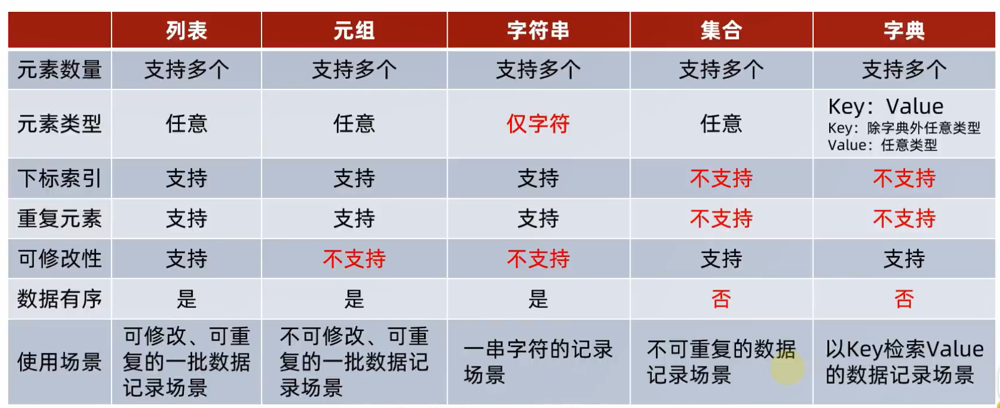 列表 元组 字符串 集合 字典
元素数量 支持多个 支持多个 支持多个 支持多个 支持多个
元素类型 任意 任意 仅字符 任意 Key：Value
Key：除字典外任意类型
Value：任意类型
下标索引 支持 支持 支持 不支持 不支持
重复元素 支持 支持 支持 不支持 不支持
可修改性 支持 不支持 不支持 支持 支持
数据有序 是 是 是 否 否
使用场景
可修改、可重
复的一批数据
记录场景
不可修改、可重
复的一批数据记
录场景
一串字符的记录
场景
不可重复的数据
记录场景
以Key检索Value
的数据记录场景